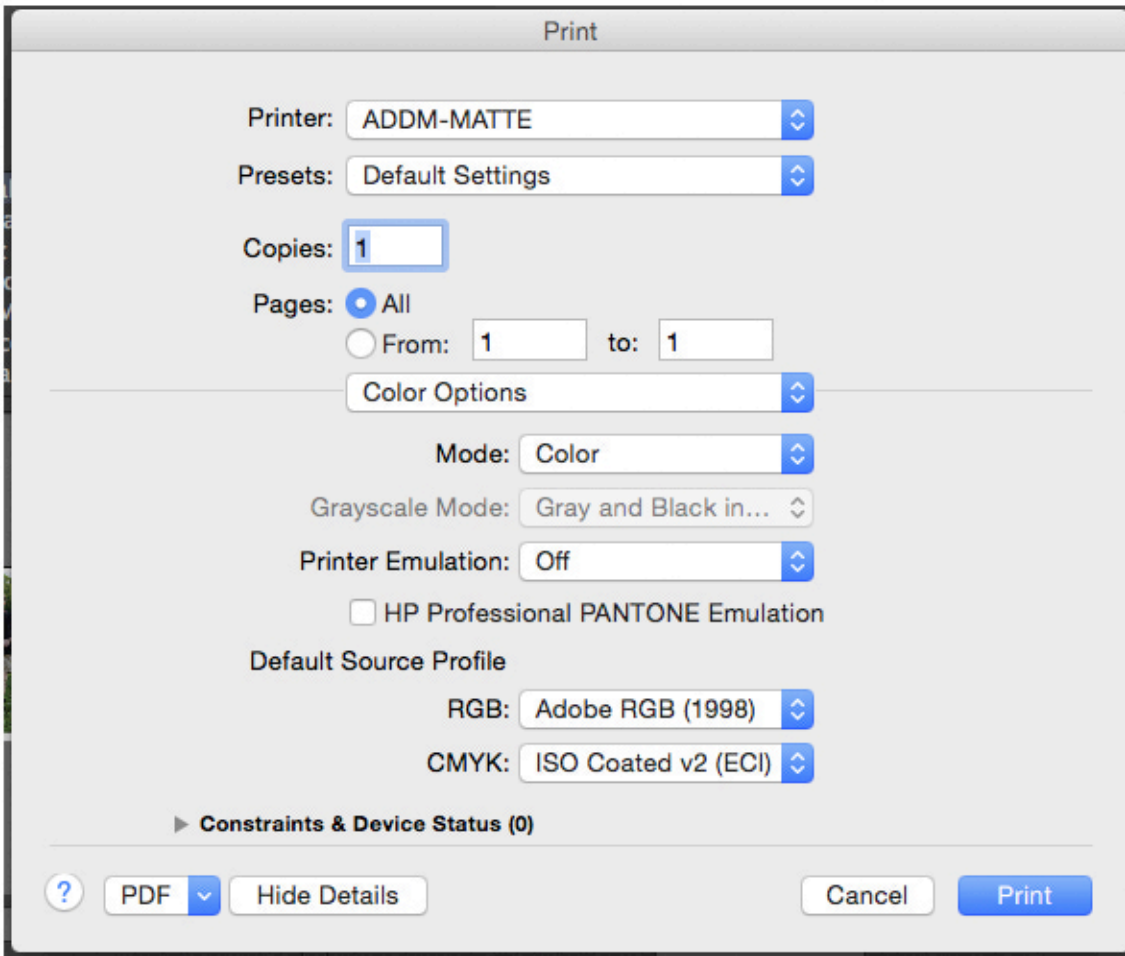 Print
Printer: ADDM-MATTE
Presets: Default Settings
Copies: 1
Pages: All
From: 1 to: 1
Color Options
Mode: Color
Grayscale Mode: Gray and Black in...
Printer Emulation: Off
HP Professional PANTONE Emulation
Default Source Profile
RGB: Adobe RGB (1998)
CMYK: ISO Coated v2 (ECI)
Constraints & Device Status (0)
? PDF Hide Details Cancel Print